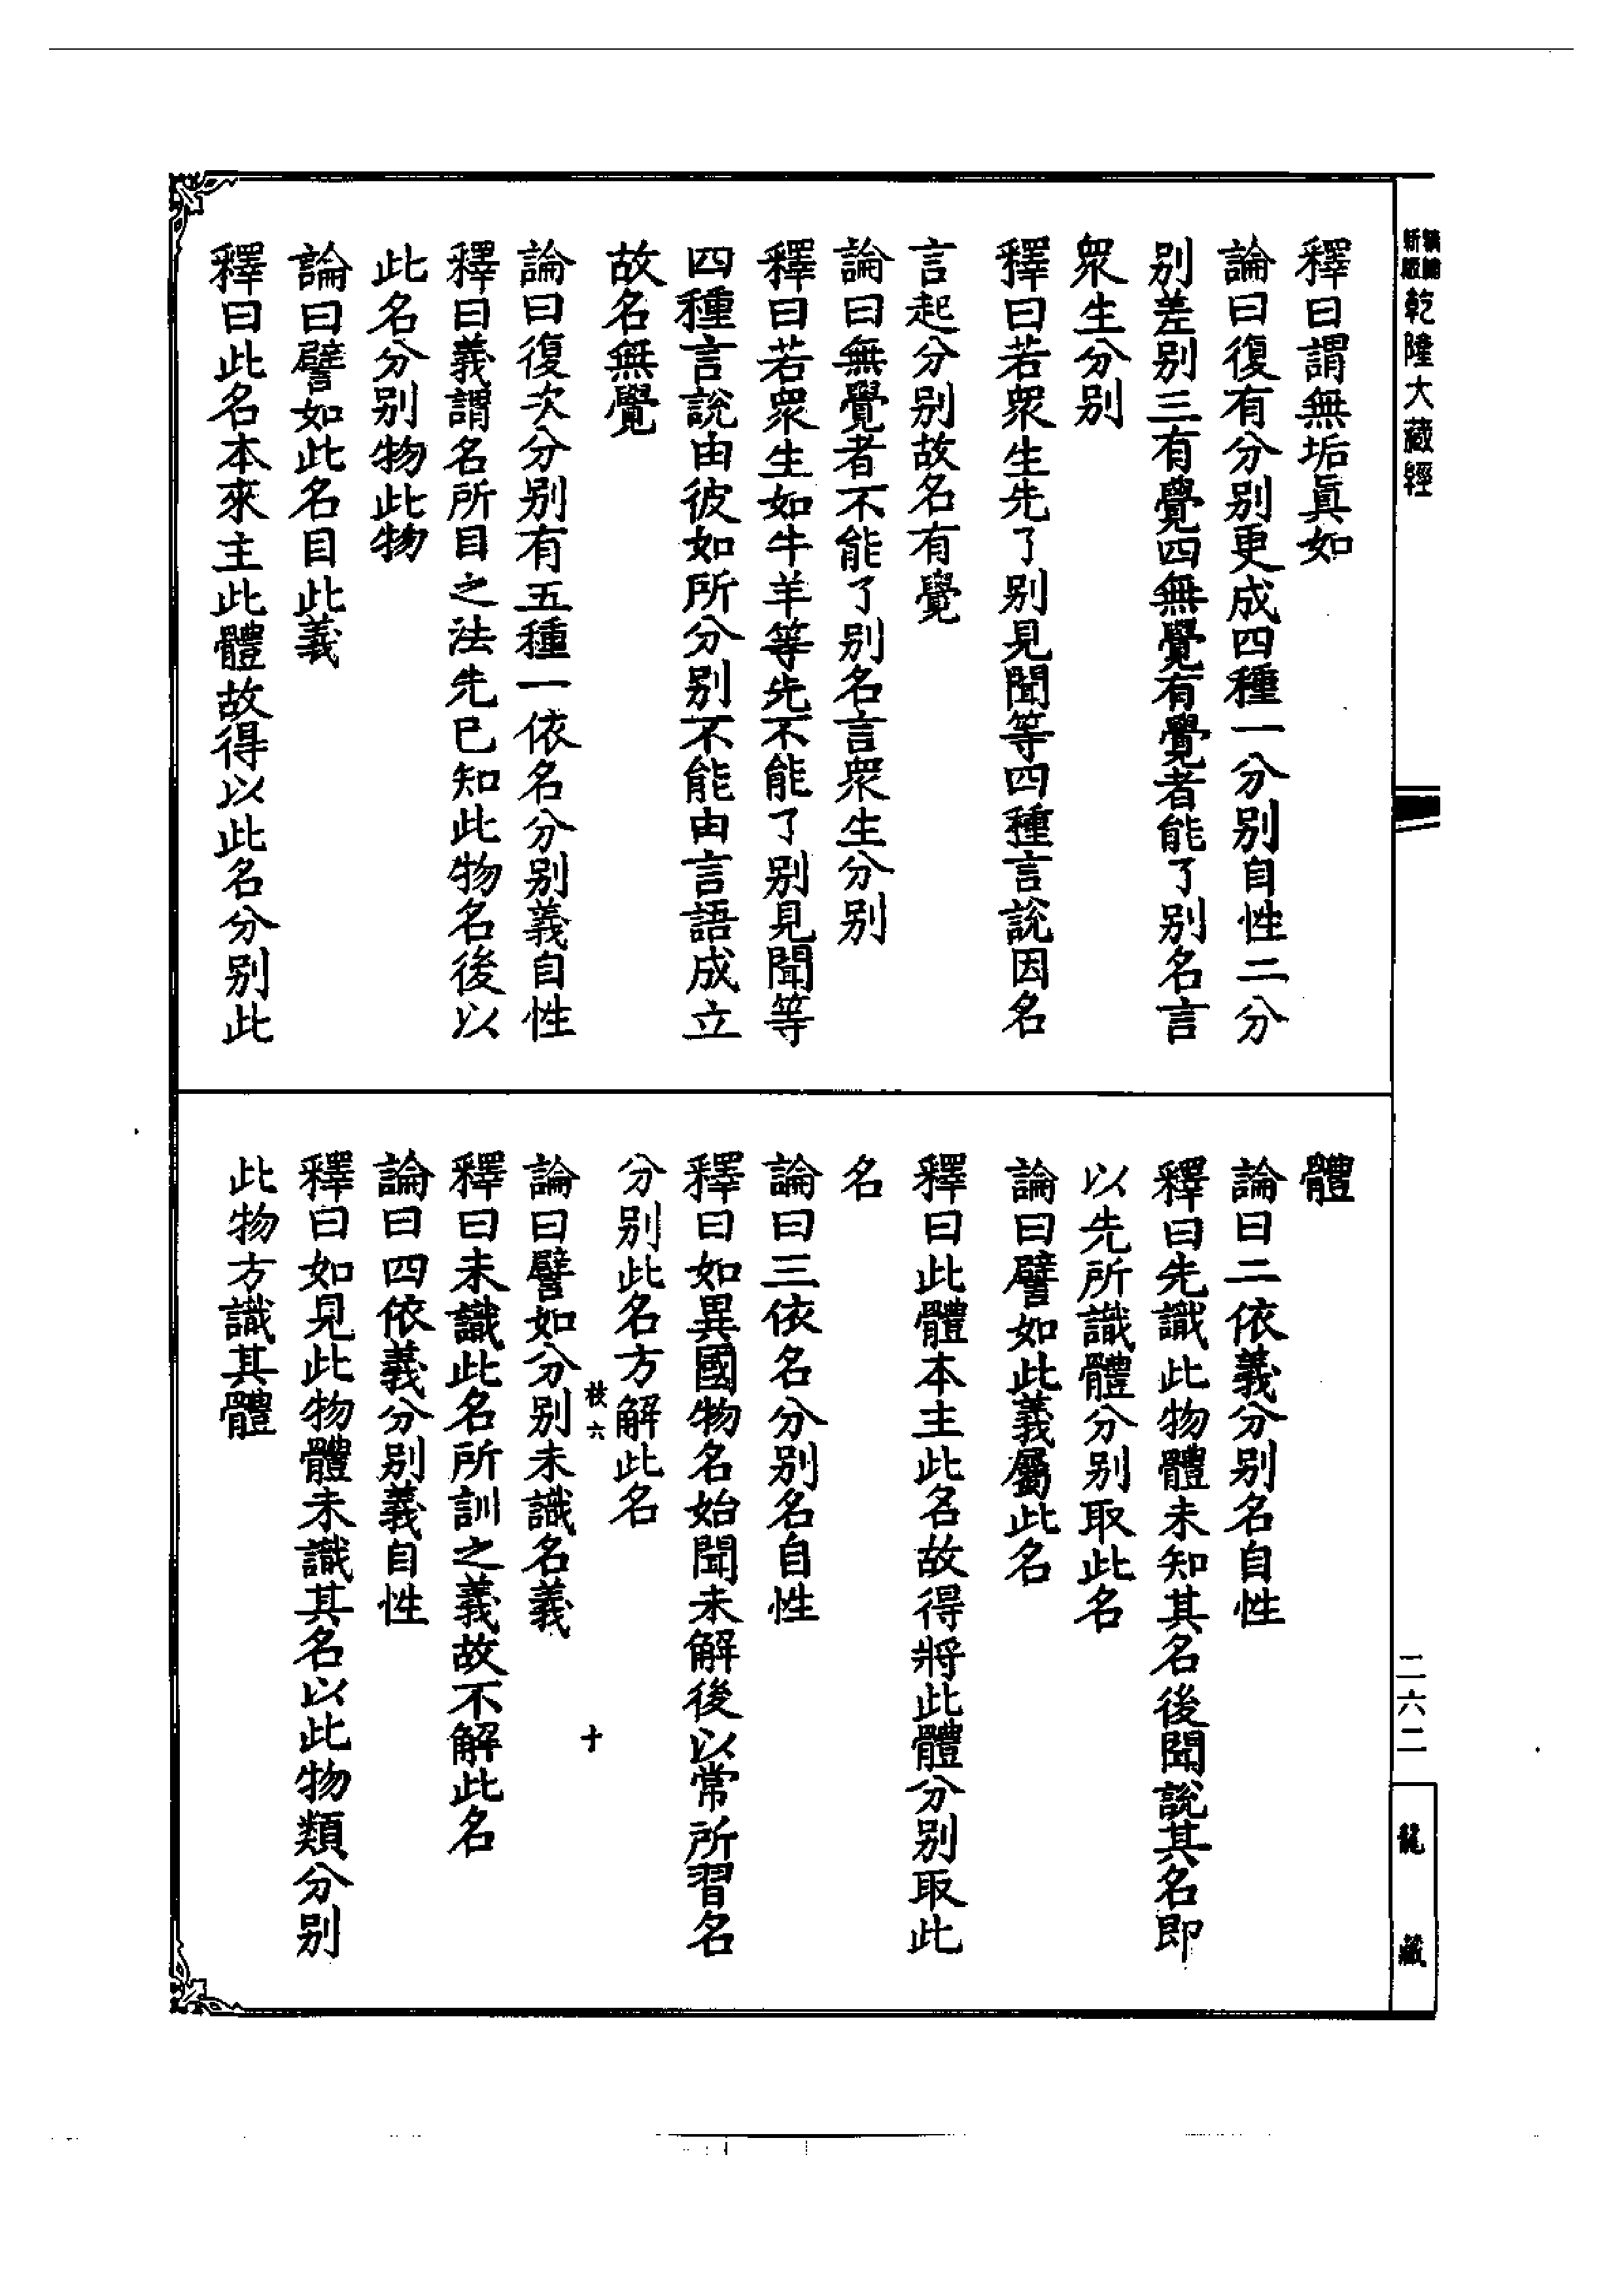 新版
乾隆大藏經
釋曰謂無垢眞如
論曰復有分別更成四種一分別自性二分
別差別三有覺四無覺有覺者能了別名言
衆生分別
釋曰若衆生先了別見聞等四種言說因名
言起分別故名有覺
論曰無覺者不能了別名言衆生分別
釋曰若衆生如牛羊等先不能了別見聞等
四種言說由彼如所分別不能由言語成立
故名無覺
論曰復次分別有五種一依名分別義自性
釋曰義謂名所目之法先已知此物名後以
此名分別物此物
論曰譬如此名目此義
釋曰此名本來主此體故得以此名分別此
體
論曰二依義分別名自性
釋曰先識此物體未知其名後聞說其名即
以先所識體分別取此名
論曰譬如此義屬此名
釋曰此體本主此名故得將此體分別取此
名
論曰三依名分別名自性
釋曰如異國物名始聞未解後以常所習名
分別此名方解此名
枝六
十
論曰譬如分別未識名義
釋曰未識此名所訓之義故不解此名
論曰四依義分別義自性
釋曰如見此物體未識其名以此物類分別
此物方識其體
二六二
龍藏